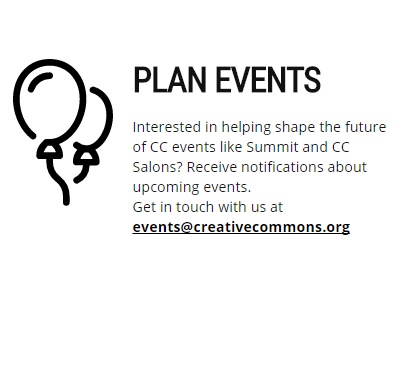 PLAN EVENTS
Interested in helping shape the future
of CC events like Summit and CC
Salons? Receive notifications about
upcoming events.
Get in touch with us at
events@creativecommons.org